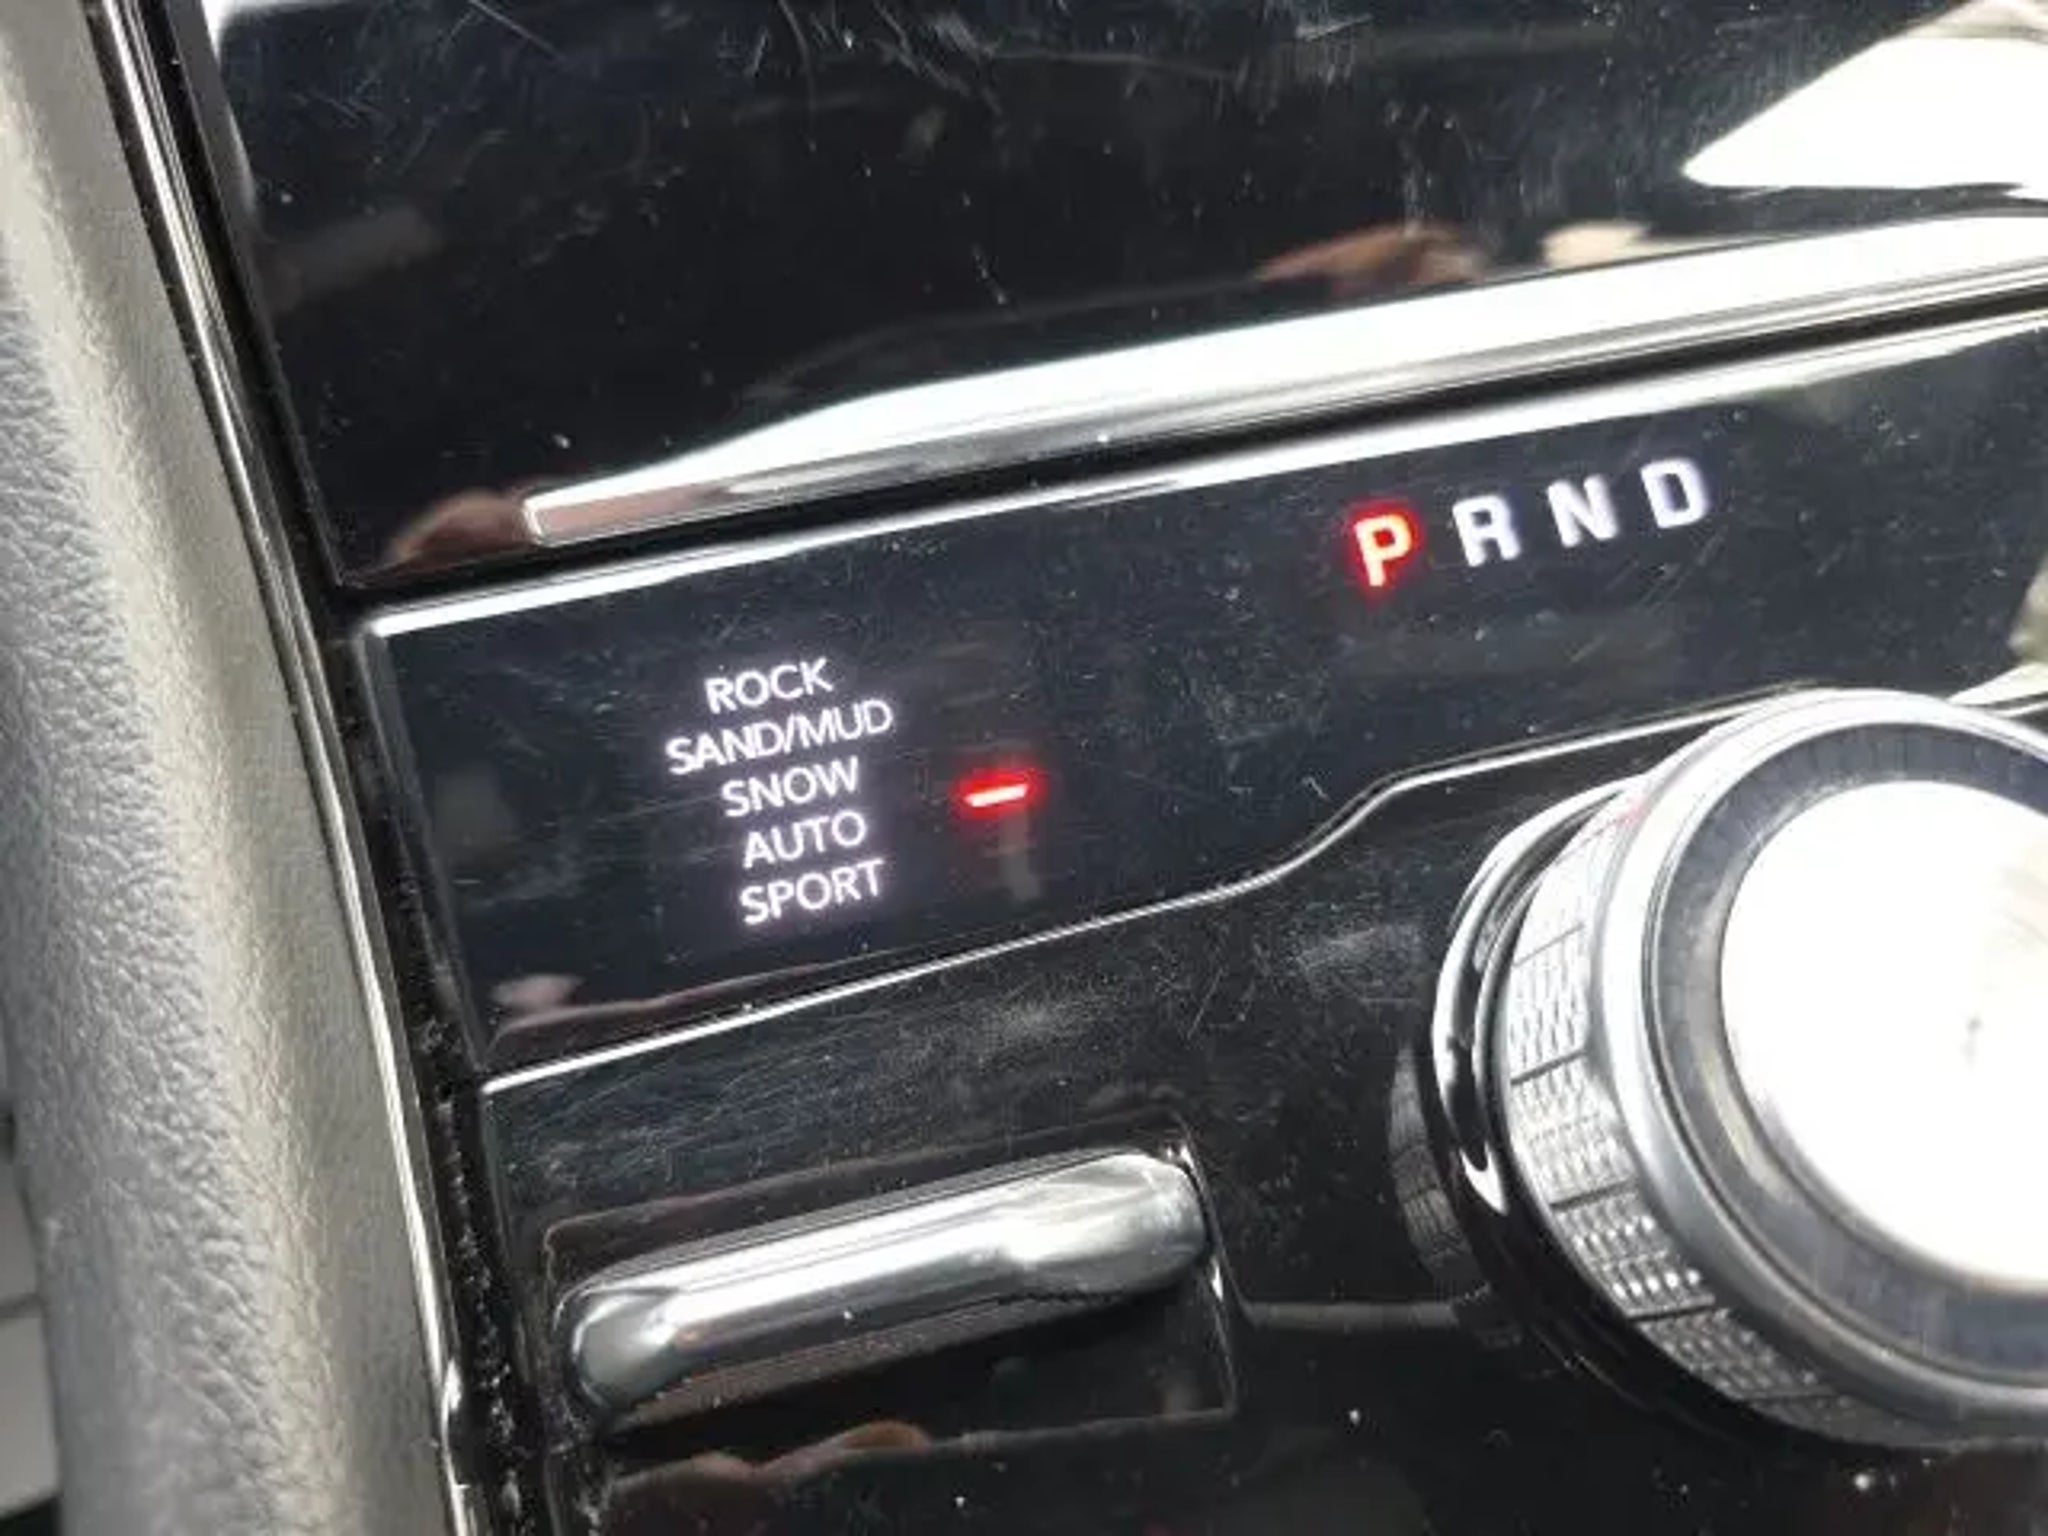 P R N D
ROCK
SAND/MUD
SNOW
AUTO
SPORT